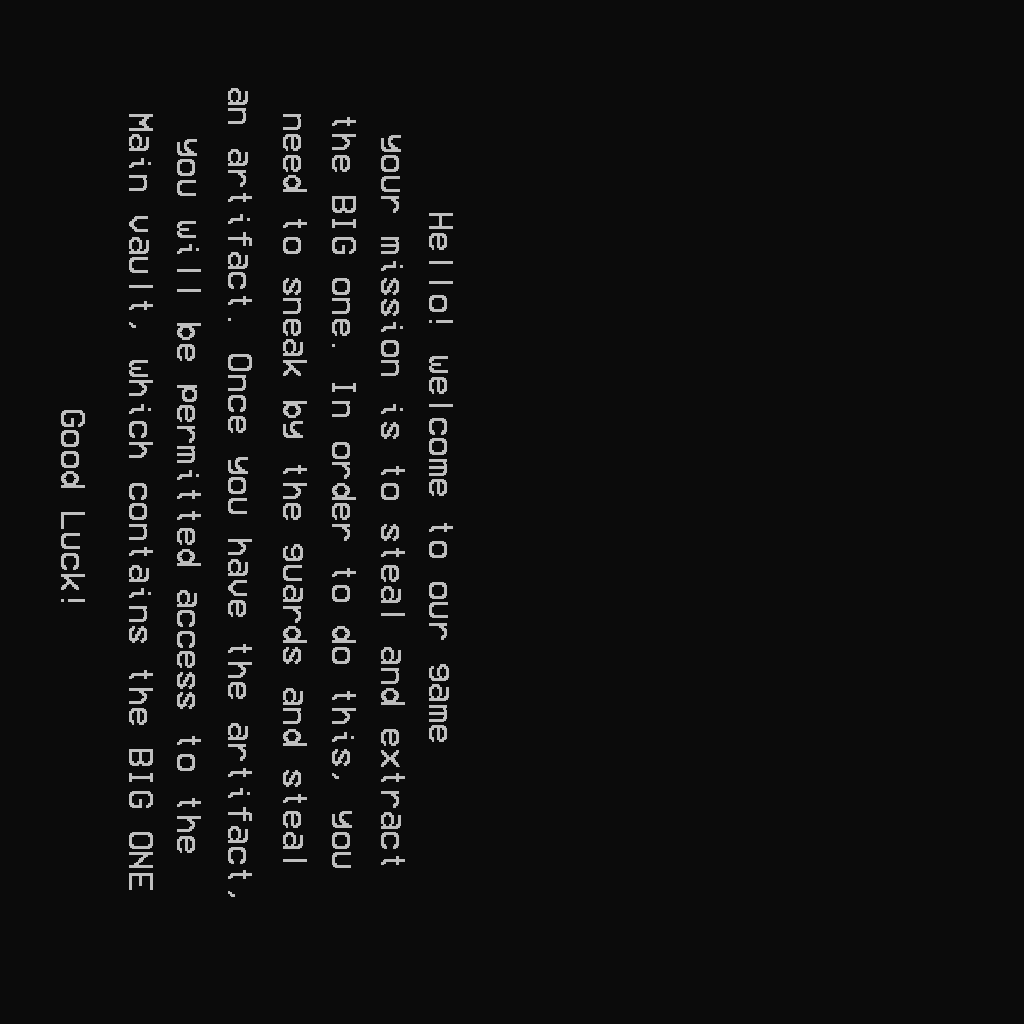 Hello! welcome to our game
your mission is to steal and extract
the BIG one. In order to do this, you
need to sneak by the guards and steal
an artifact. Once you have the artifact,
you will be permitted access to the
Main vault, which contains the BIG ONE
Good Luck!